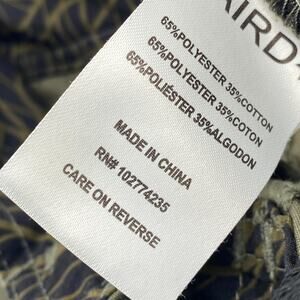 65%POLYESTER 35%COTTON
65%POLYESTER 35%COTON
65%POLIÉSTER 35%ALGODON
MADE IN CHINA
RN# 102774235
CARE ON REVERSE